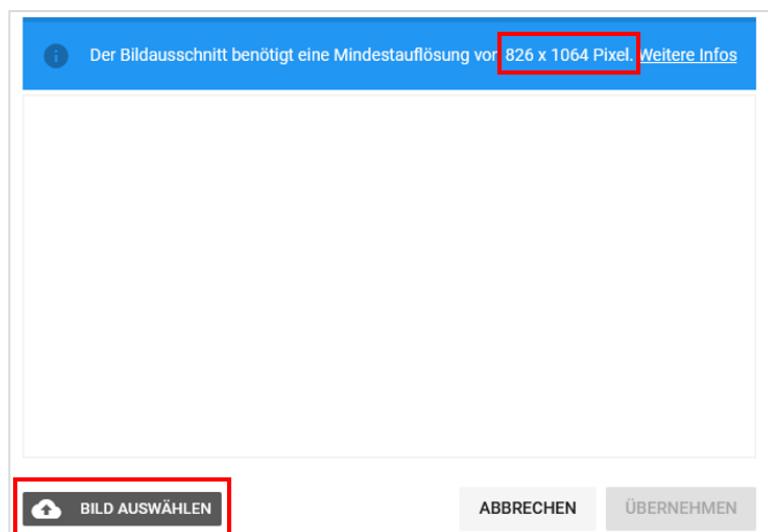 Der Bildausschnitt benötigt eine Mindestauflösung von 826 x 1064 Pixel. Weitere Infos
BILD AUSWÄHLEN ABBRECHEN ÜBERNEHMEN